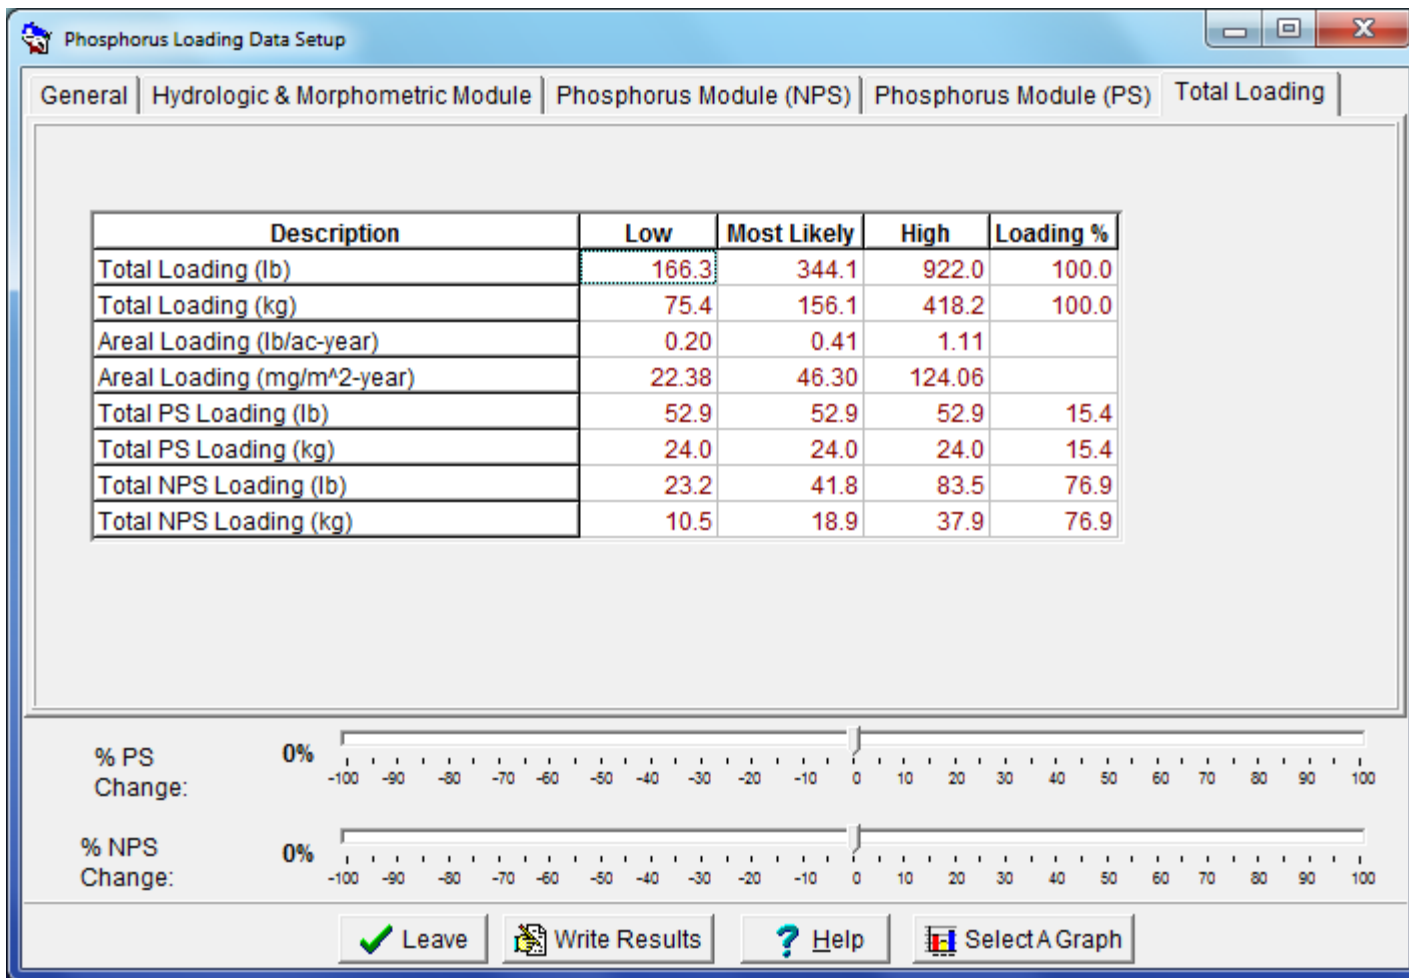 Phosphorus Loading Data Setup
General Hydrologic & Morphometric Module Phosphorus Module (NPS) Phosphorus Module (PS) Total Loading
Description Low Most Likely High Loading %
Total Loading (lb) 166.3 344.1 922.0 100.0
Total Loading (kg) 75.4 156.1 418.2 100.0
Areal Loading (lb/ac-year) 0.20 0.41 1.11
Areal Loading (mg/m^2-year) 22.38 46.30 124.06
Total PS Loading (lb) 52.9 52.9 52.9 15.4
Total PS Loading (kg) 24.0 24.0 24.0 15.4
Total NPS Loading (lb) 23.2 41.8 83.5 76.9
Total NPS Loading (kg) 10.5 18.9 37.9 76.9
% PS Change: 0%
-100 -90 -80 -70 -60 -50 -40 -30 -20 -10 0 10 20 30 40 50 60 70 80 90 100
% NPS Change: 0%
-100 -90 -80 -70 -60 -50 -40 -30 -20 -10 0 10 20 30 40 50 60 70 80 90 100
Leave Write Results Help Select A Graph